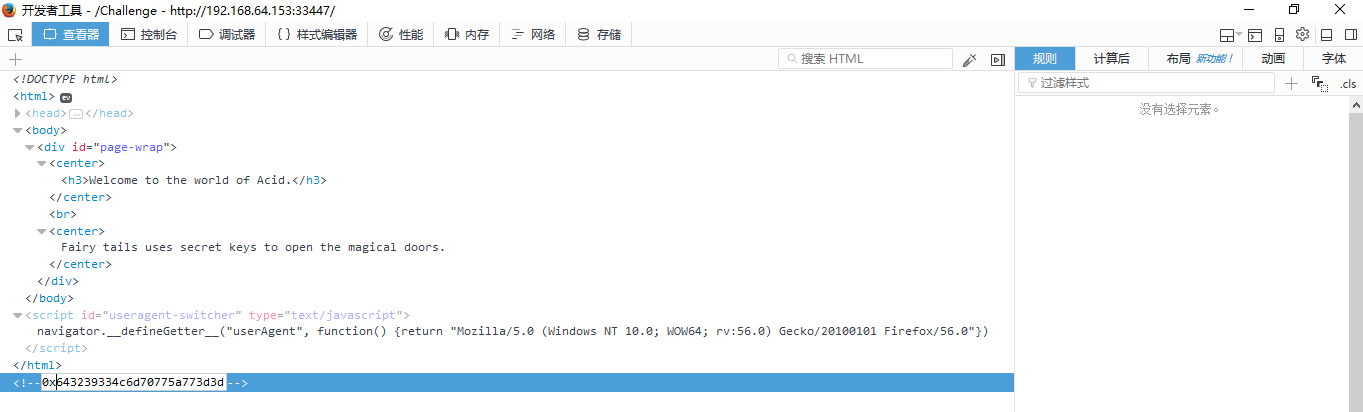 开发者工具 - /Challenge - http://192.168.64.153:33447/
查看器 控制台 调试器 样式编辑器 性能 内存 网络 存储
搜索 HTML
规则 计算后 布局 新功能! 动画 字体
过滤样式 .cls
没有选择元素。
<!DOCTYPE html>
<html> ev
<head>…</head>
<body>
<div id="page-wrap">
<center>
<h3>Welcome to the world of Acid.</h3>
</center>
<br>
<center>
Fairy tails uses secret keys to open the magical doors.
</center>
</div>
</body>
<script id="useragent-switcher" type="text/javascript">
navigator.__defineGetter__("userAgent", function() {return "Mozilla/5.0 (Windows NT 10.0; WOW64; rv:56.0) Gecko/20100101 Firefox/56.0"})
</script>
</html>
<!--0x643239334c6d70775a773d3d-->